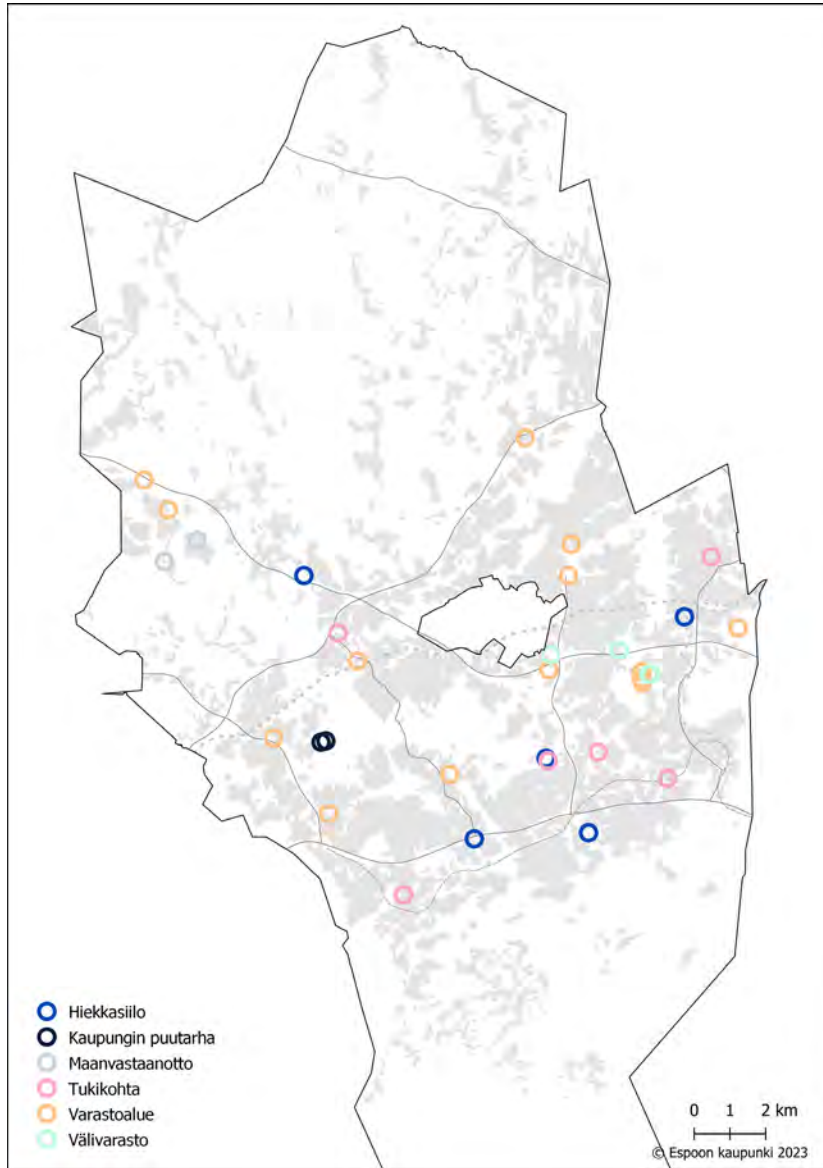 Hiekkasiilo
Kaupungin puutarha
Maanvastaanotto
Tukikohta
Varastoalue
Välivarasto
0 1 2 km
© Espoon kaupunki 2023